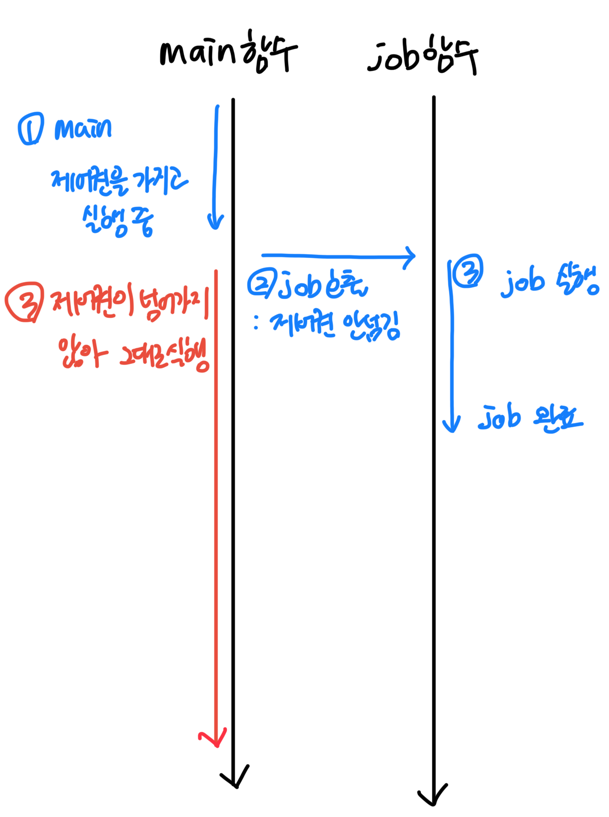 main함수
job함수
① main
제어권을 가지고
실행 중
② job 호출
: 제어권 안넘김
③ job 실행
job 완료
③ 제어권이 넘어가지
않아 그대로실행